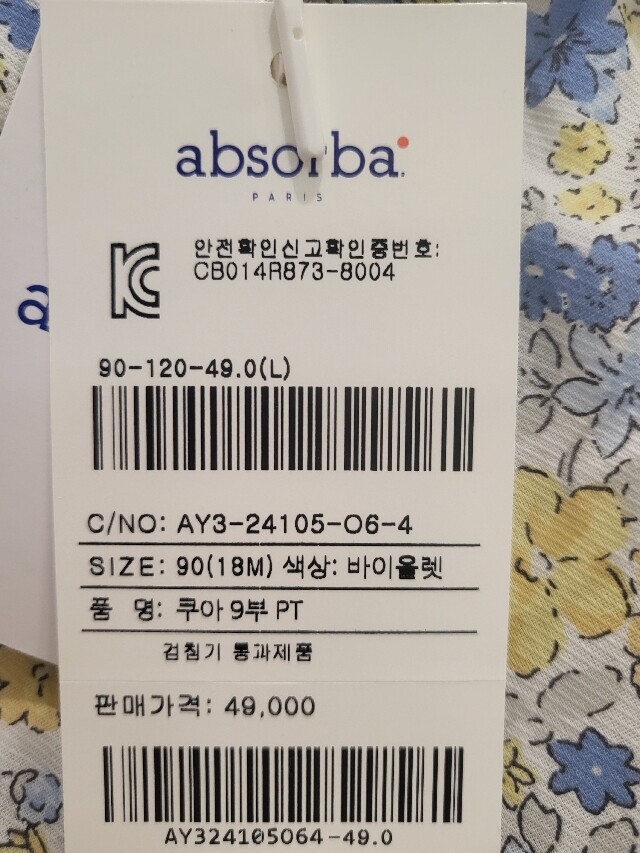 absorba
PARIS
안전확인신고확인증번호:
CB014R873-8004
90-120-49.0(L)
C/NO: AY3-24105-O6-4
SIZE: 90(18M) 색상: 바이올렛
품 명: 쿠아 9부 PT
검침기 통과제품
판매가격: 49,000
AY324105O64-49.0